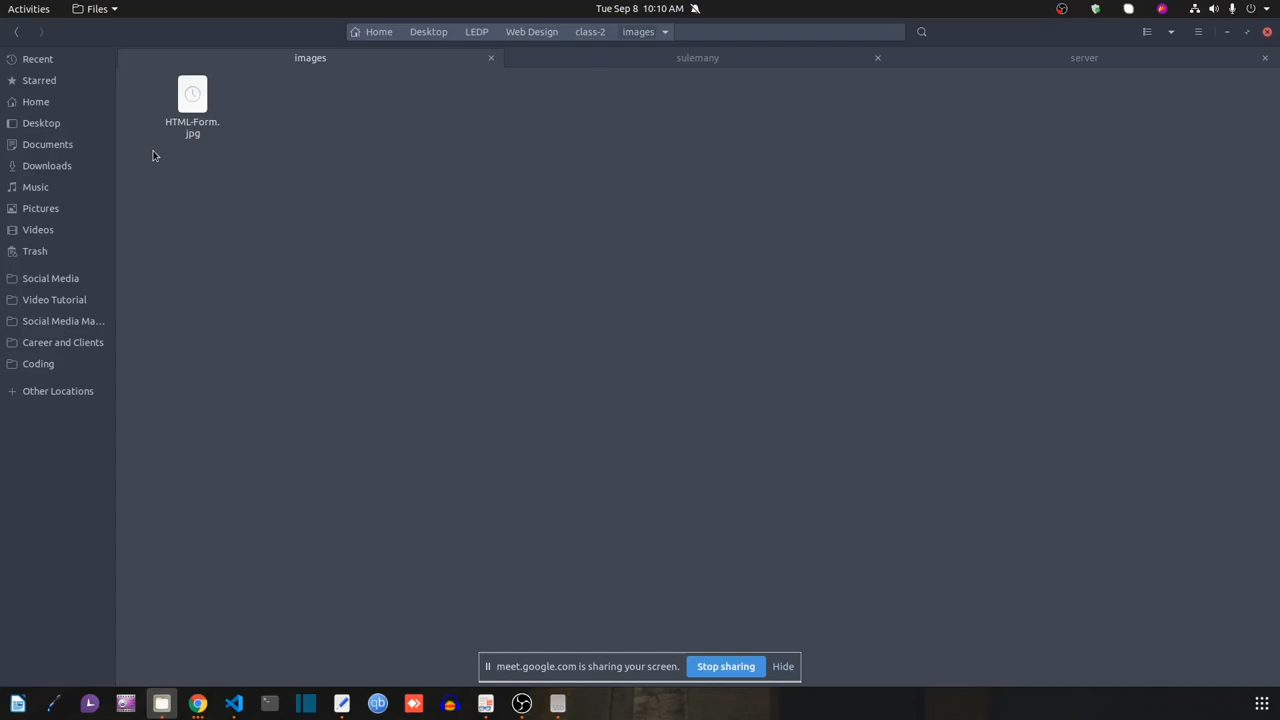 Activities
Files
Tue Sep 8 10:10 AM
Home
Desktop
LEDP
Web Design
class-2
images
images
sulemany
server
Recent
Starred
Home
Desktop
Documents
Downloads
Music
Pictures
Videos
Trash
Social Media
Video Tutorial
Social Media Ma...
Career and Clients
Coding
Other Locations
HTML-Form.
jpg
meet.google.com is sharing your screen.
Stop sharing
Hide
qb